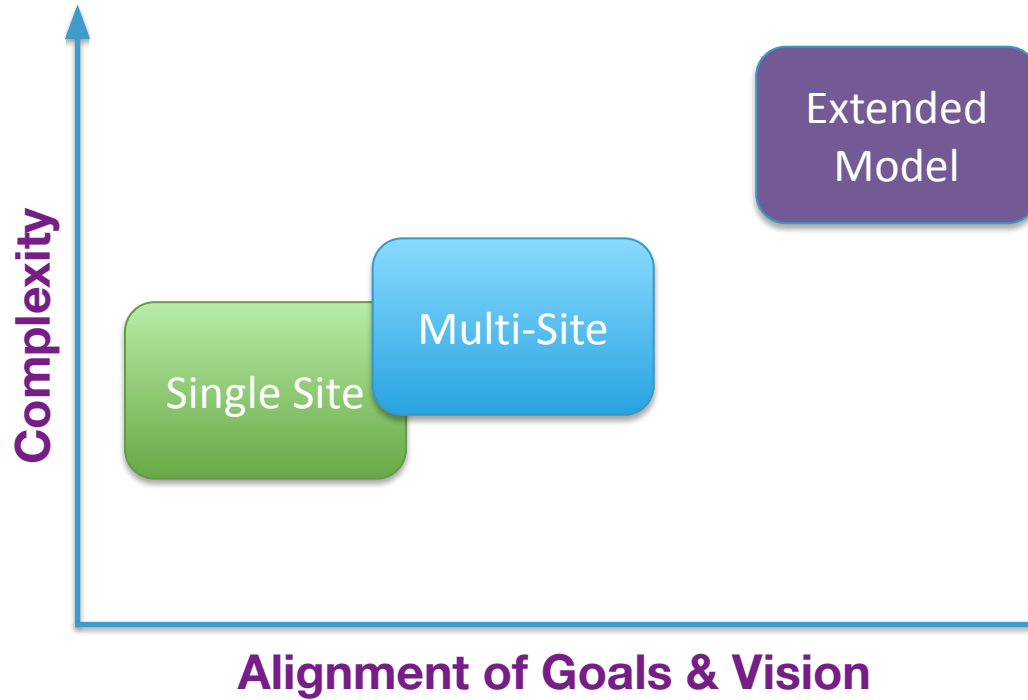 Extended
Model
Multi-Site
Single Site
Complexity
Alignment of Goals & Vision